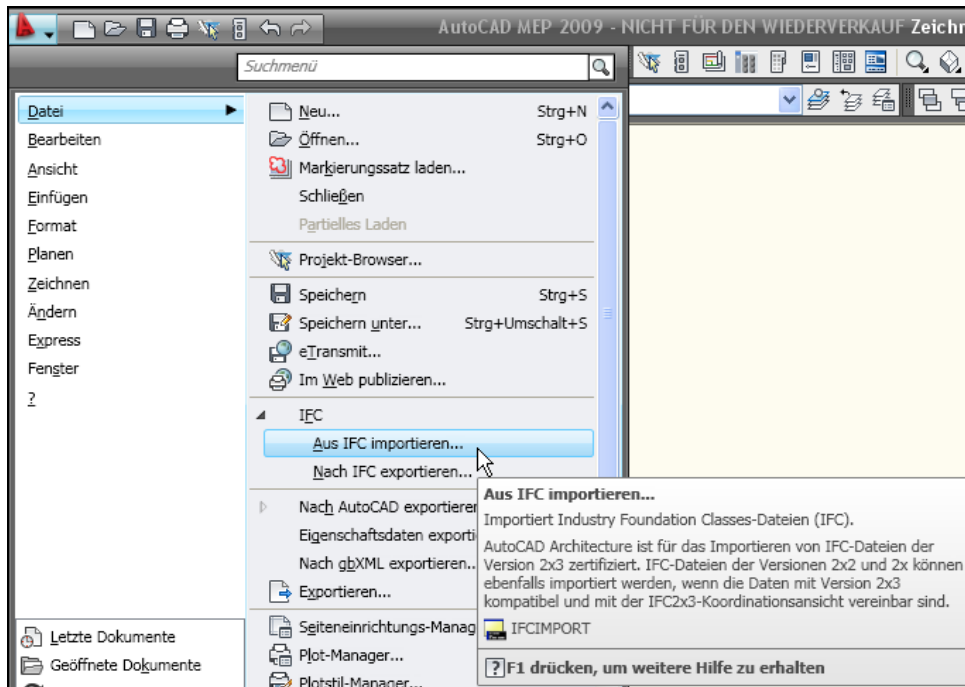 AutoCAD MEP 2009 - NICHT FÜR DEN WIEDERVERKAUF Zeichn
Suchmenü
Datei
Bearbeiten
Ansicht
Einfügen
Format
Planen
Zeichnen
Ändern
Express
Fenster
?
Neu... Strg+N
Öffnen... Strg+O
Markierungssatz laden...
Schließen
Partielles Laden
Projekt-Browser...
Speichern Strg+S
Speichern unter... Strg+Umschalt+S
eTransmit...
Im Web publizieren...
IFC
Aus IFC importieren...
Nach IFC exportieren...
Nach AutoCAD exportieren
Eigenschaftsdaten exporti
Nach gbXML exportieren...
Exportieren...
Seiteneinrichtungs-Manag
Plot-Manager...
Plotstil-Manager...
Aus IFC importieren...
Importiert Industry Foundation Classes-Dateien (IFC).
AutoCAD Architecture ist für das Importieren von IFC-Dateien der
Version 2x3 zertifiziert. IFC-Dateien der Versionen 2x2 und 2x können
ebenfalls importiert werden, wenn die Daten mit Version 2x3
kompatibel und mit der IFC2x3-Koordinationsansicht vereinbar sind.
IFCIMPORT
? F1 drücken, um weitere Hilfe zu erhalten
Letzte Dokumente
Geöffnete Dokumente